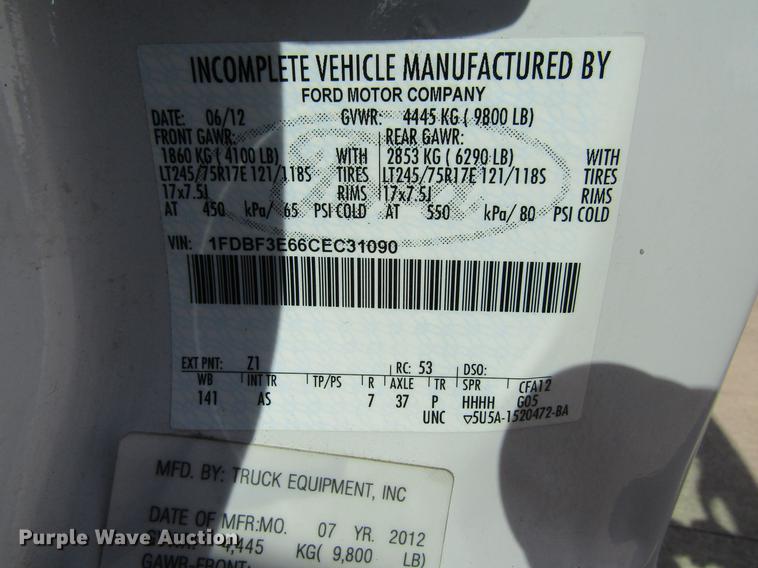 INCOMPLETE VEHICLE MANUFACTURED BY
FORD MOTOR COMPANY
DATE: 06/12 GVWR: 4445 KG ( 9800 LB)
FRONT GAWR: REAR GAWR:
1860 KG ( 4100 LB) WITH 2853 KG ( 6290 LB) WITH
LT245/75R17E 121/118S TIRES LT245/75R17E 121/118S TIRES
17x7.5J RIMS 17x7.5J RIMS
AT 450 kPa/ 65 PSI COLD AT 550 kPa/ 80 PSI COLD
VIN: 1FDBF3E66CEC31090
EXT PNT: Z1 RC: 53 DSO:
WB INT TR TP/PS R AXLE TR SPR CFA12
141 AS 7 37 P HHHH G05
UNC ▽5U5A-1520472-BA
MFD. BY: TRUCK EQUIPMENT, INC
DATE OF MFR:MO. 07 YR. 2012
4,445 KG( 9,800 LB)
GAWR-FRONT:
Purple Wave Auction